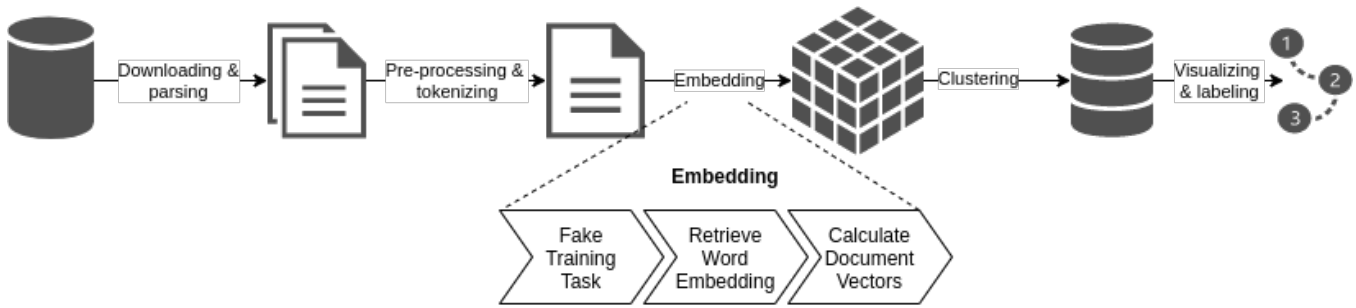 Downloading &
parsing
Pre-processing &
tokenizing
Embedding
Clustering
Visualizing
& labeling
1
2
3
Embedding
Fake
Training
Task
Retrieve
Word
Embedding
Calculate
Document
Vectors